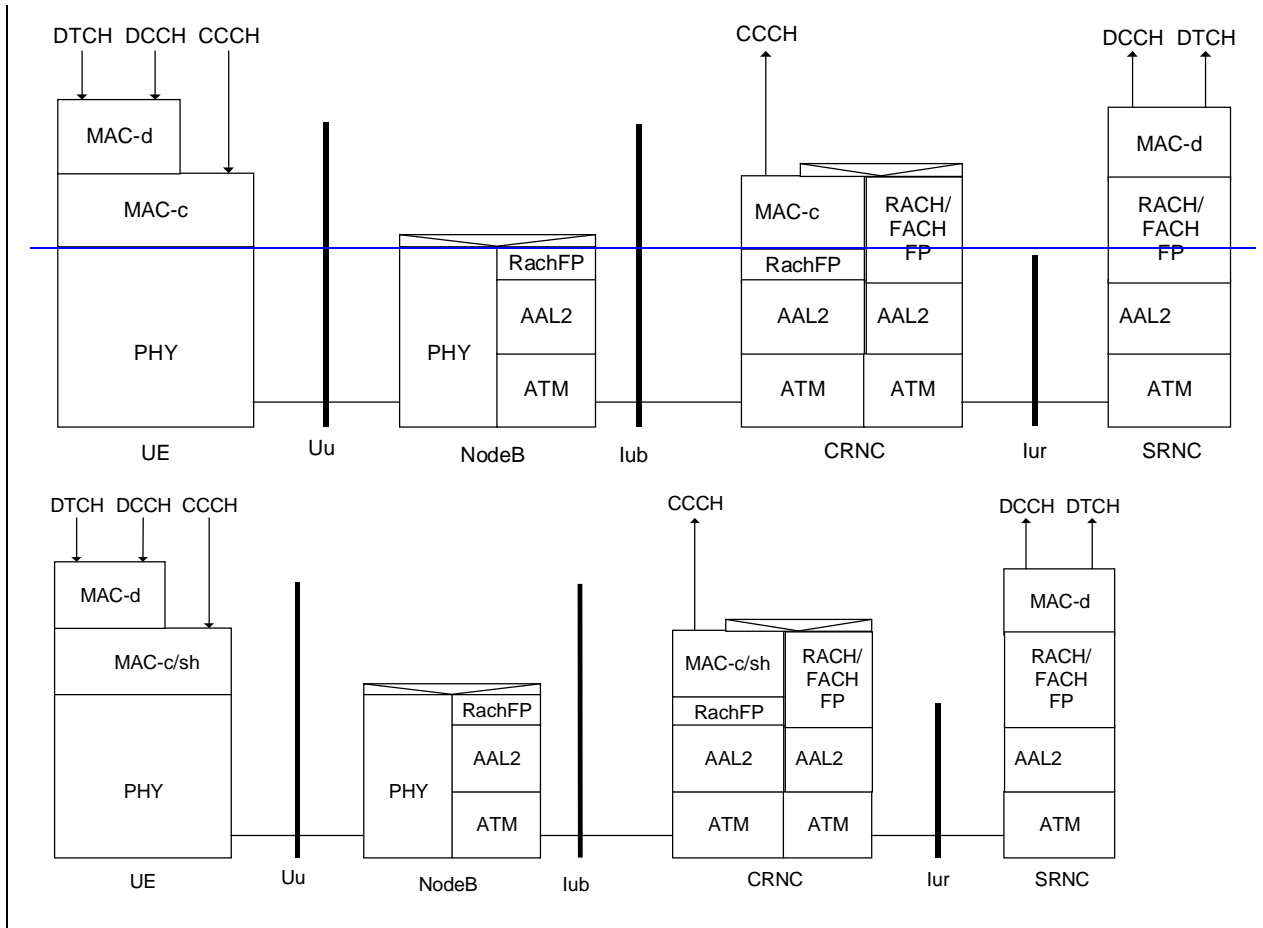 DTCH DCCH CCCH CCCH DCCH DTCH
MAC-d MAC-d
MAC-c MAC-c RACH/ RACH/
FACH FACH
RachFP RachFP FP FP
AAL2 AAL2 AAL2 AAL2
PHY PHY
ATM ATM ATM ATM
UE Uu NodeB Iub CRNC Iur SRNC
DTCH DCCH CCCH CCCH DCCH DTCH
MAC-d MAC-d
MAC-c/sh MAC-c/sh RACH/ RACH/
FACH FACH
RachFP RachFP FP FP
AAL2 AAL2 AAL2 AAL2
PHY PHY
ATM ATM ATM ATM
UE Uu NodeB Iub CRNC Iur SRNC